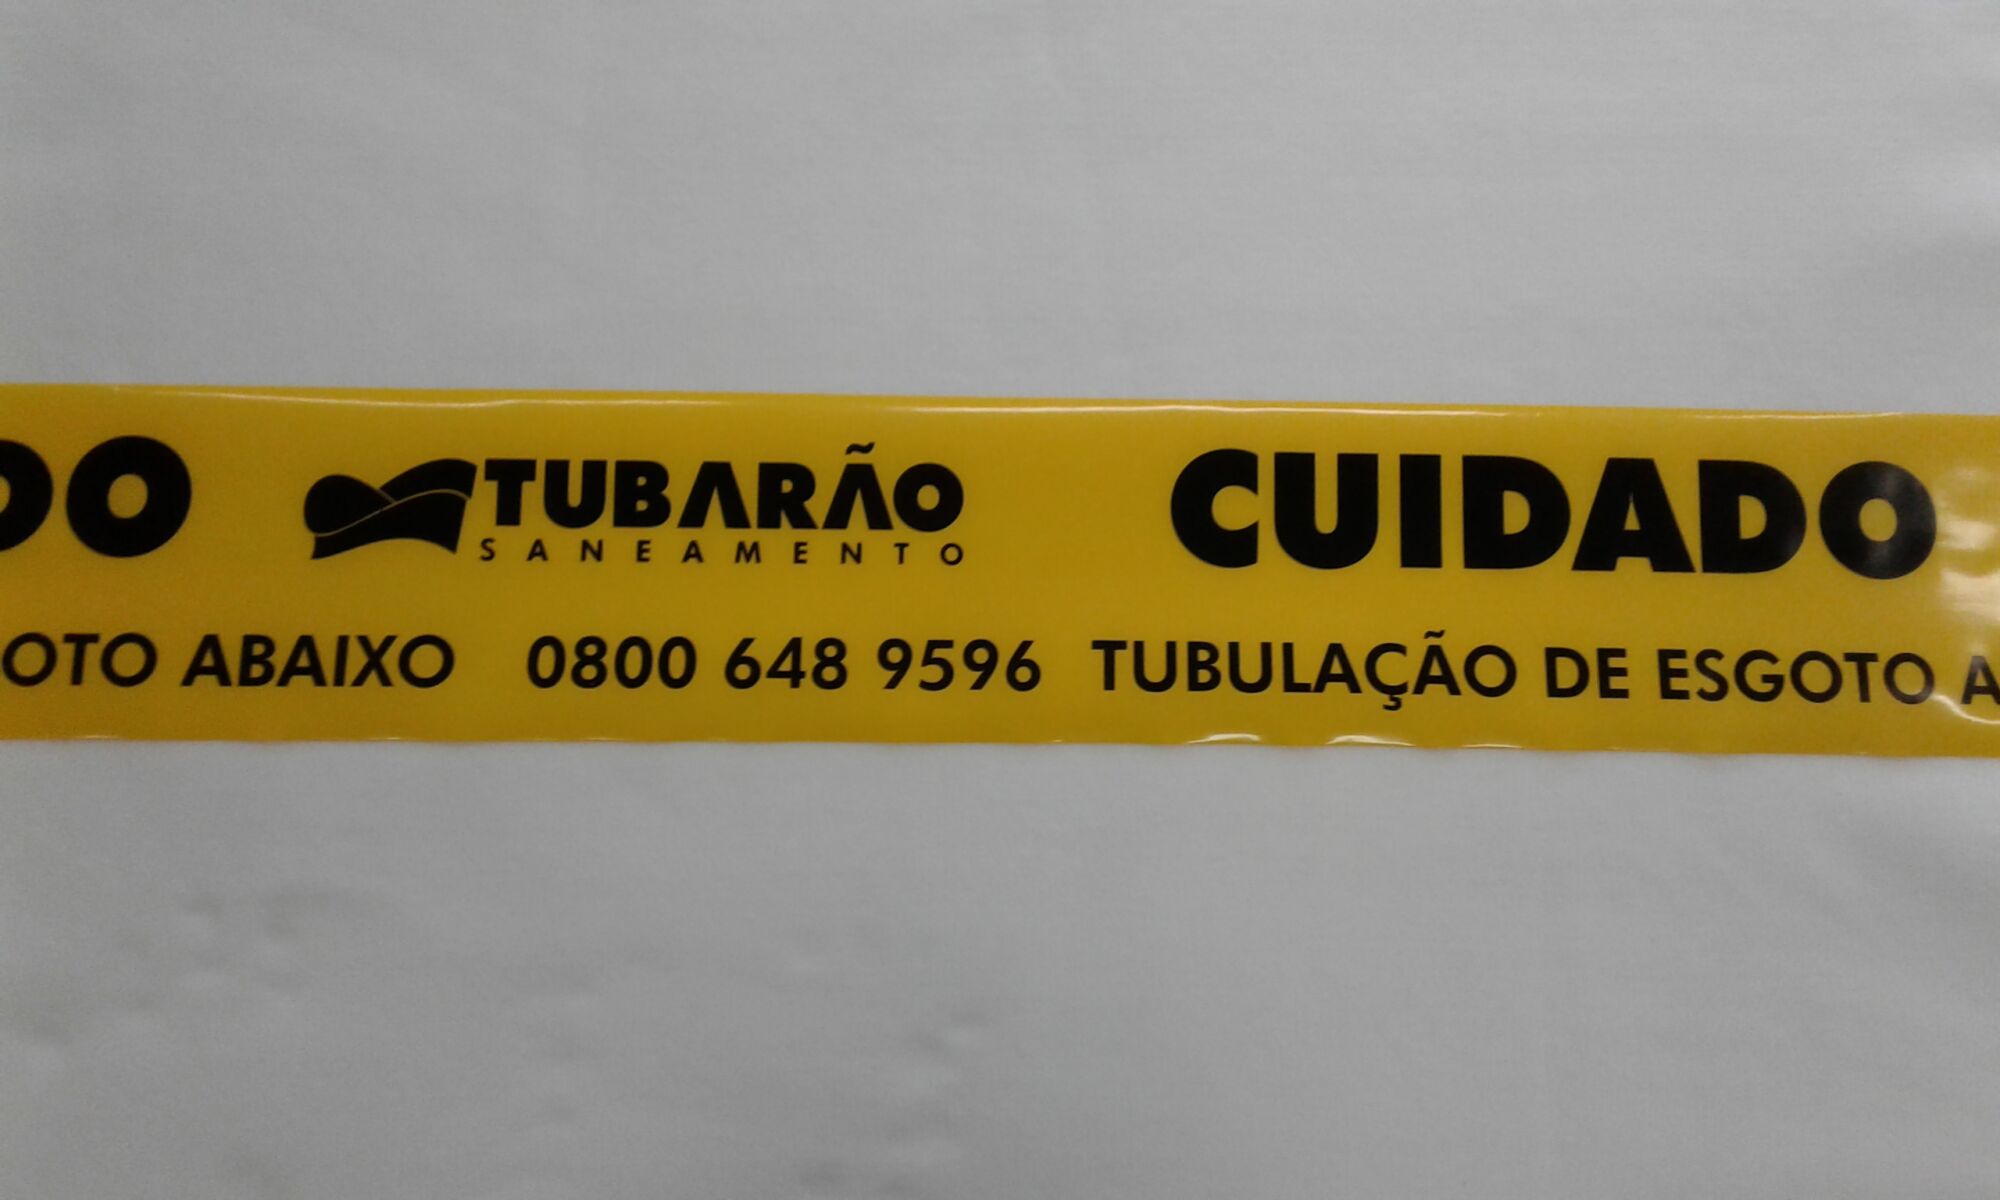 DO TUBARÃO CUIDADO
SANEAMENTO
OTO ABAIXO 0800 648 9596 TUBULAÇÃO DE ESGOTO A